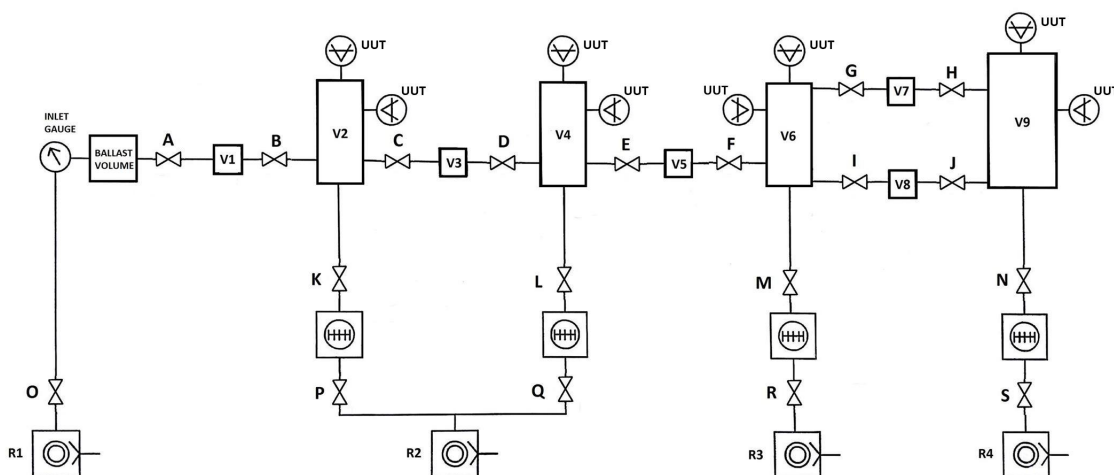 UUT
UUT
UUT
UUT
G
H
V2
UUT
UUT
UUT
V7
UUT
INLET
GAUGE
A
B
C
V4
D
E
F
V6
V9
BALLAST
VOLUME
V1
V3
V5
I
J
V8
K
L
M
N
O
P
Q
R
S
R1
R2
R3
R4